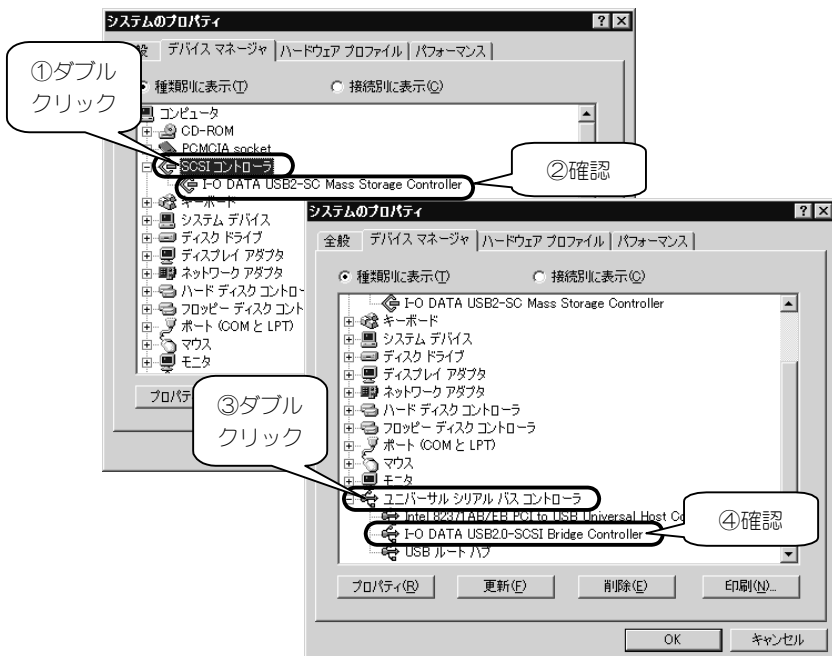 システムのプロパティ
般 デバイス マネージャ ハードウェア プロファイル パフォーマンス
①ダブル
クリック
種類別に表示(T) 接続別に表示(C)
コンピュータ
CD-ROM
PCMCIA socket
SCSI コントローラ
I-O DATA USB2-SC Mass Storage Controller
②確認
キーボード
システム デバイス
ディスク ドライブ
ディスプレイ アダプタ
ネットワーク アダプタ
ハード ディスク コントロー
フロッピー ディスク コント
ポート (COM と LPT)
マウス
モニタ
プロパテ
システムのプロパティ
全般 デバイス マネージャ ハードウェア プロファイル パフォーマンス
種類別に表示(T) 接続別に表示(C)
I-O DATA USB2-SC Mass Storage Controller
キーボード
システム デバイス
ディスク ドライブ
ディスプレイ アダプタ
ネットワーク アダプタ
ハード ディスク コントローラ
フロッピー ディスク コントローラ
ポート (COM と LPT)
マウス
モニタ
③ダブル
クリック
ユニバーサル シリアル バス コントローラ
Intel 82371AB/EB PCI to USB Universal Host Co
I-O DATA USB2.0-SCSI Bridge Controller
④確認
USB ルート ハブ
プロパティ(R) 更新(F) 削除(E) 印刷(N)...
OK キャンセル